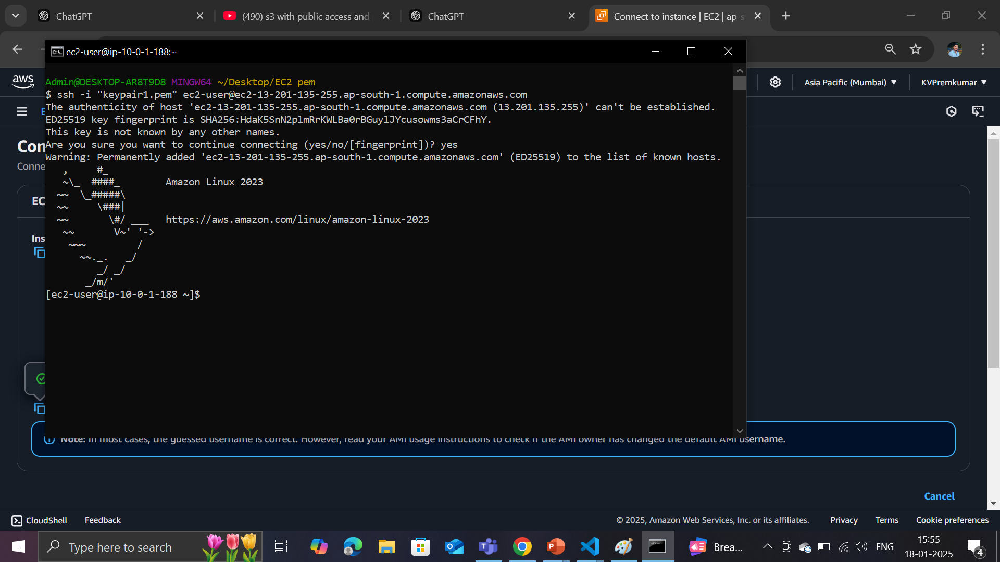 ChatGPT
(490) s3 with public access and
ChatGPT
Connect to instance | EC2 | ap-s
ec2-user@ip-10-0-1-188:~
aws
Asia Pacific (Mumbai) ▼
KVPremkumar ▼
Admin@DESKTOP-AR8T9D8 MINGW64 ~/Desktop/EC2 pem
$ ssh -i "keypair1.pem" ec2-user@ec2-13-201-135-255.ap-south-1.compute.amazonaws.com
The authenticity of host 'ec2-13-201-135-255.ap-south-1.compute.amazonaws.com (13.201.135.255)' can't be established.
ED25519 key fingerprint is SHA256:HdaK5SnN2plmRrKWLBa0rBGuylJYcusowms3aCrCFhY.
This key is not known by any other names.
Are you sure you want to continue connecting (yes/no/[fingerprint])? yes
Warning: Permanently added 'ec2-13-201-135-255.ap-south-1.compute.amazonaws.com' (ED25519) to the list of known hosts.
   ,     #_
   ~\_  ####_        Amazon Linux 2023
  ~~  \_#####\
  ~~     \###|
  ~~       \#/ ___   https://aws.amazon.com/linux/amazon-linux-2023
   ~~       V~' '->
    ~~~         /
      ~~._.   _/
         _/ _/
       _/m/'
[ec2-user@ip-10-0-1-188 ~]$
Con
Conne
EC
Ins
Note: In most cases, the guessed username is correct. However, read your AMI usage instructions to check if the AMI owner has changed the default AMI username.
Cancel
CloudShell
Feedback
© 2025, Amazon Web Services, Inc. or its affiliates.
Privacy
Terms
Cookie preferences
Type here to search
Brea...
ENG
15:55
18-01-2025
4